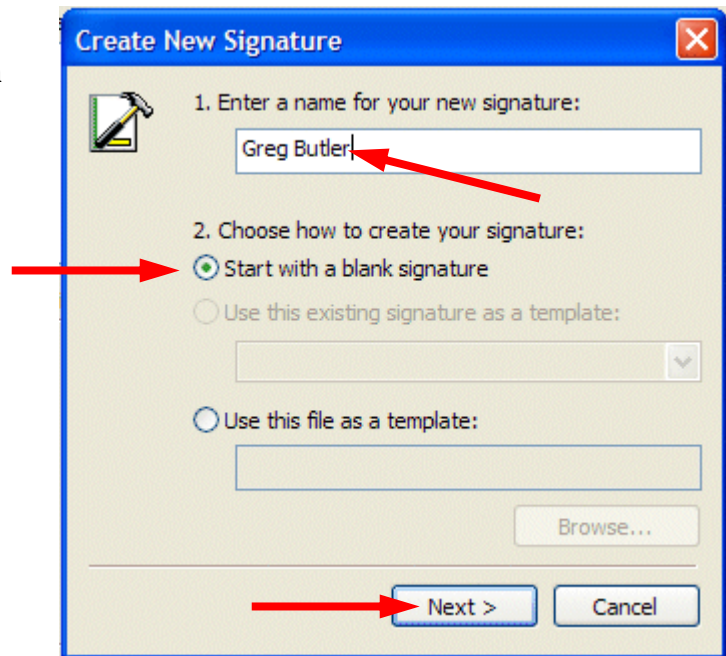 Create New Signature
1. Enter a name for your new signature:
Greg Butler
2. Choose how to create your signature:
Start with a blank signature
Use this existing signature as a template:
Use this file as a template:
Browse...
Next >
Cancel